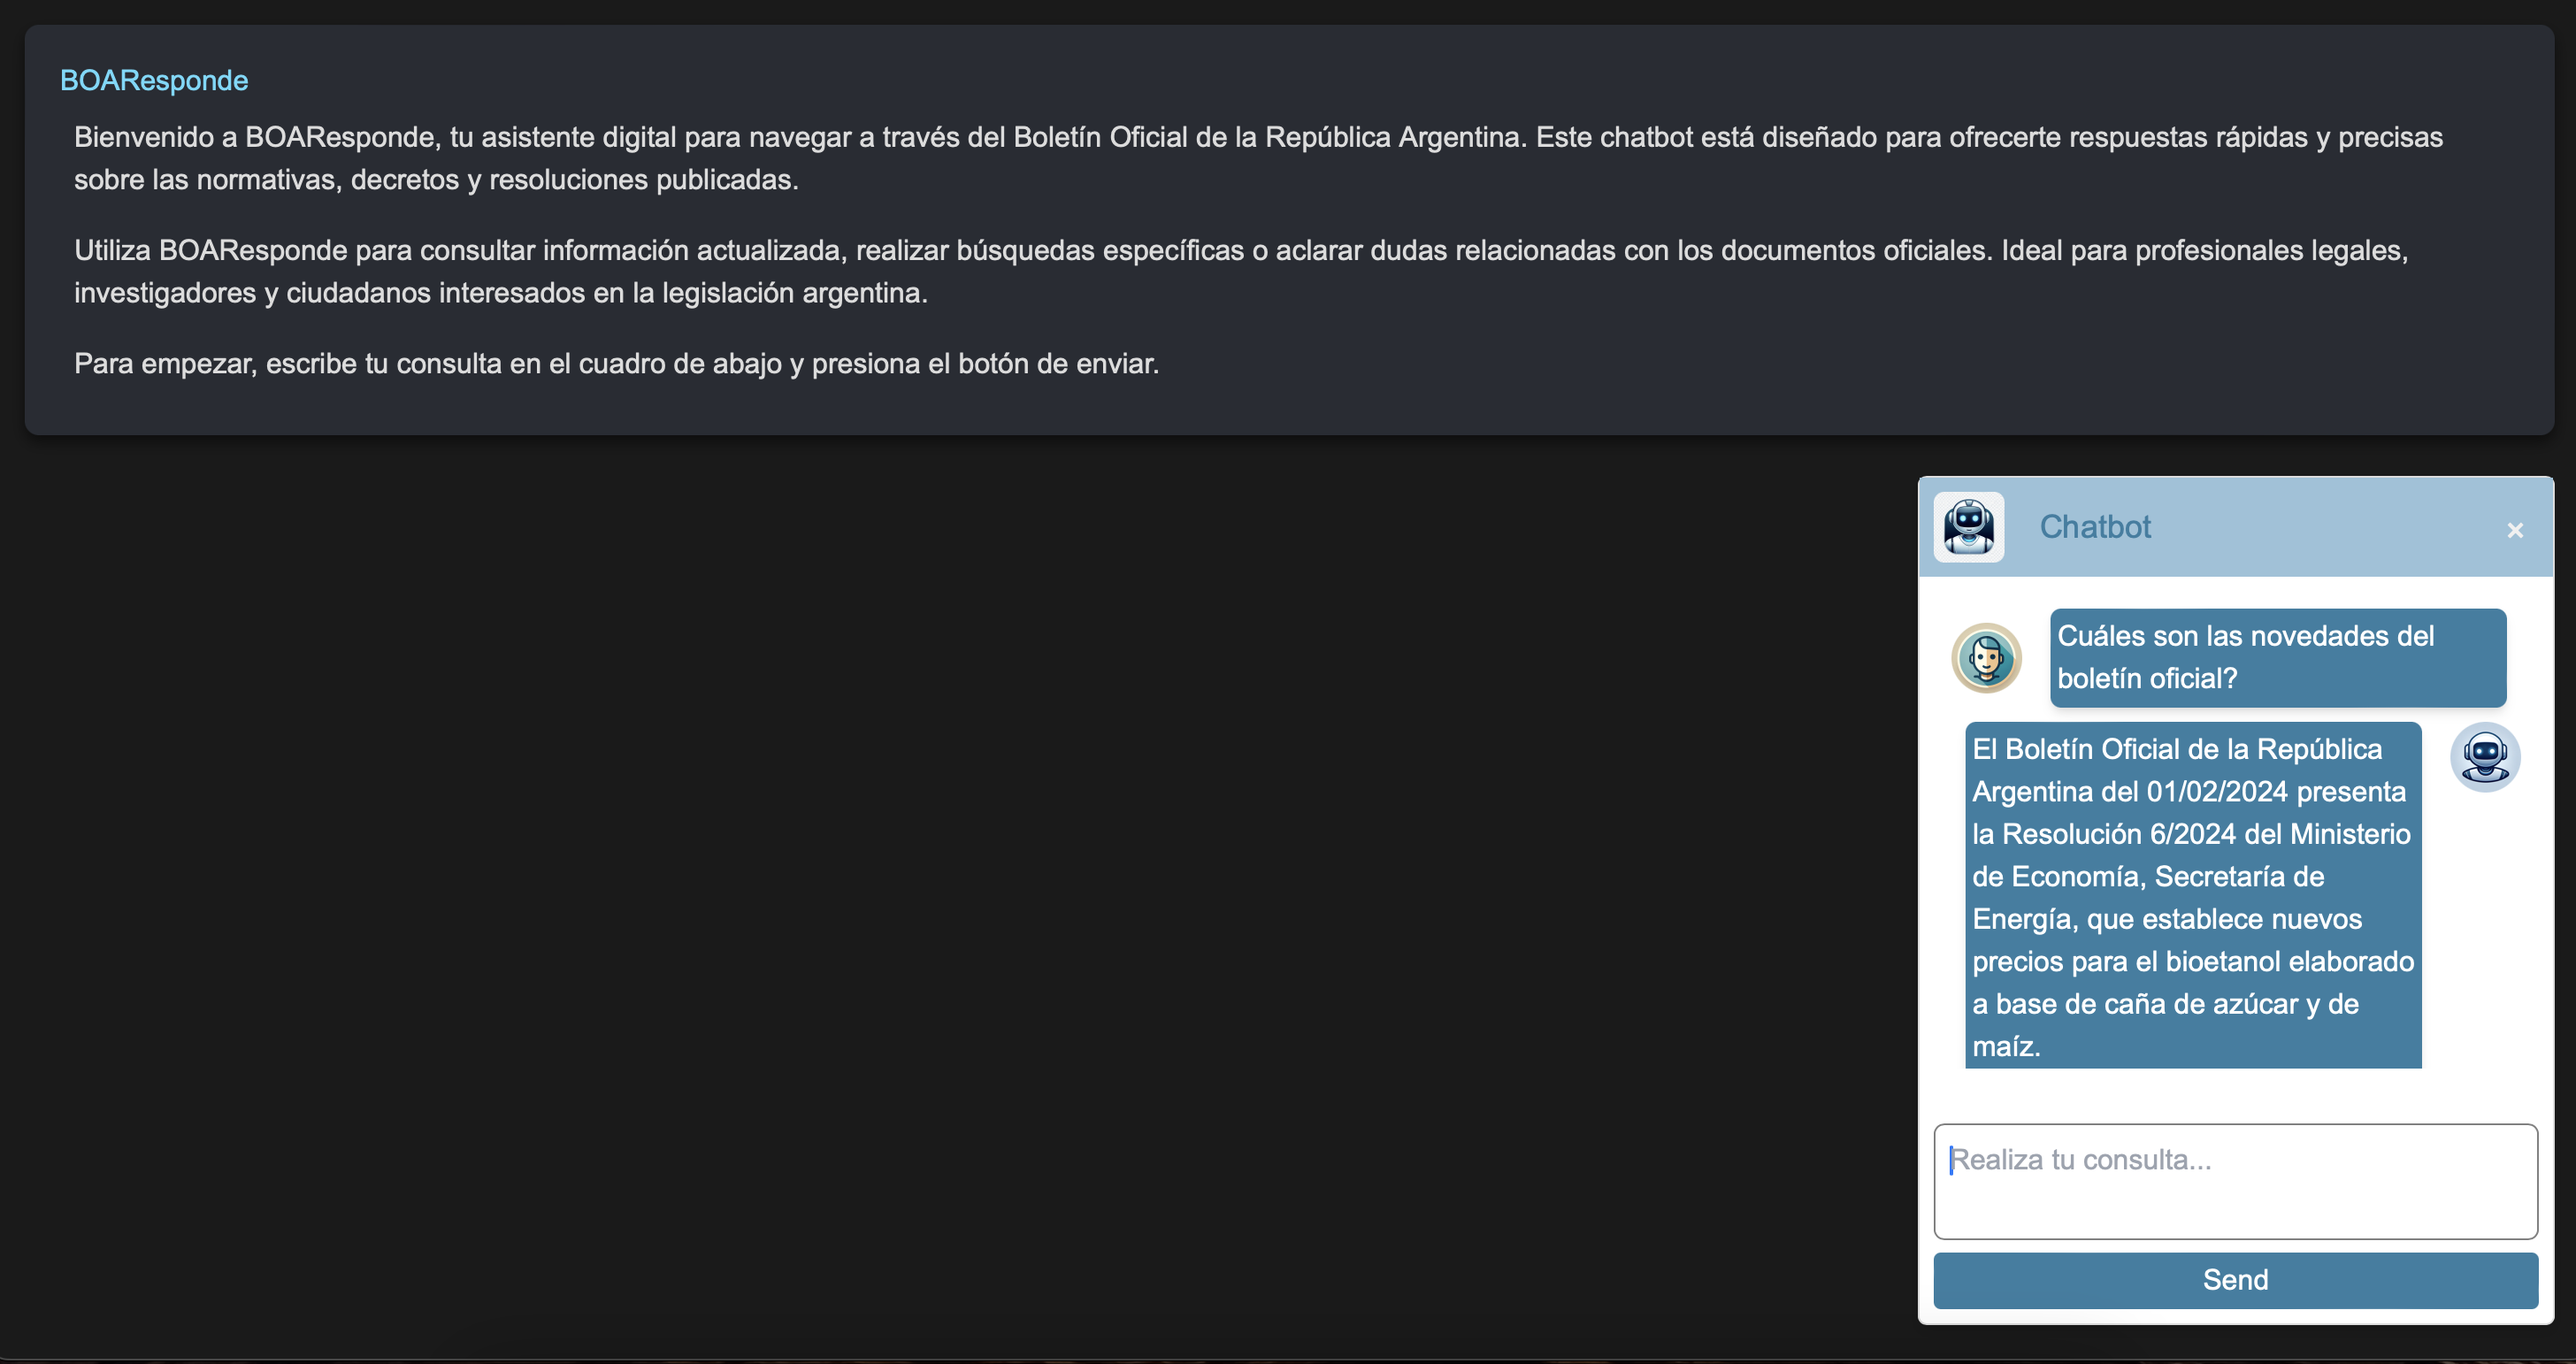 BOAResponde
Bienvenido a BOAResponde, tu asistente digital para navegar a través del Boletín Oficial de la República Argentina. Este chatbot está diseñado para ofrecerte respuestas rápidas y precisas
sobre las normativas, decretos y resoluciones publicadas.
Utiliza BOAResponde para consultar información actualizada, realizar búsquedas específicas o aclarar dudas relacionadas con los documentos oficiales. Ideal para profesionales legales,
investigadores y ciudadanos interesados en la legislación argentina.
Para empezar, escribe tu consulta en el cuadro de abajo y presiona el botón de enviar.
Chatbot
×
Cuáles son las novedades del
boletín oficial?
El Boletín Oficial de la República
Argentina del 01/02/2024 presenta
la Resolución 6/2024 del Ministerio
de Economía, Secretaría de
Energía, que establece nuevos
precios para el bioetanol elaborado
a base de caña de azúcar y de
maíz.
Realiza tu consulta...
Send